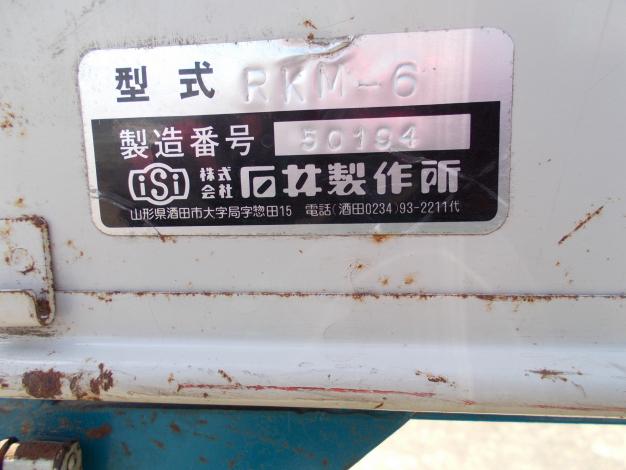 型式 RKM-6
製造番号 50194
iSi 株式会社 石井製作所
山形県酒田市大字局字惣田15 電話(酒田0234)93-2211代